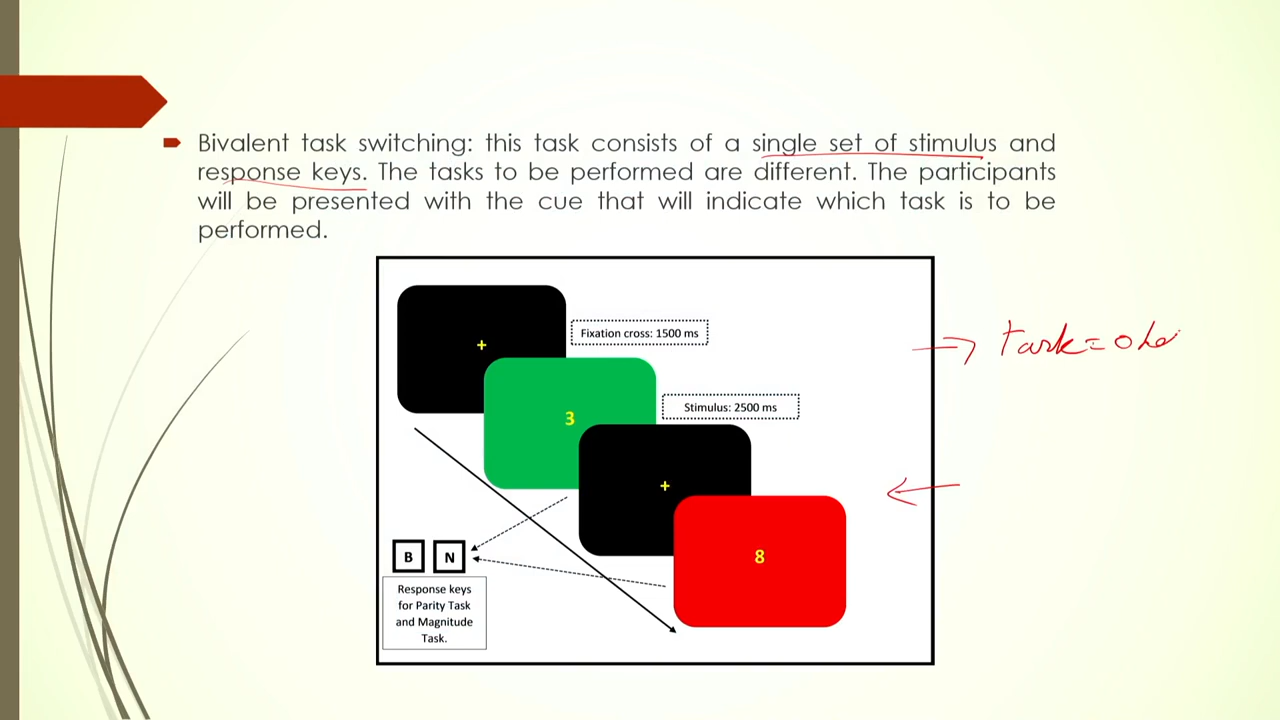 Bivalent task switching: this task consists of a single set of stimulus and
response keys. The tasks to be performed are different. The participants
will be presented with the cue that will indicate which task is to be
performed.
+
Fixation cross: 1500 ms
3
Stimulus: 2500 ms
+
8
B N
Response keys
for Parity Task
and Magnitude
Task.
Task=